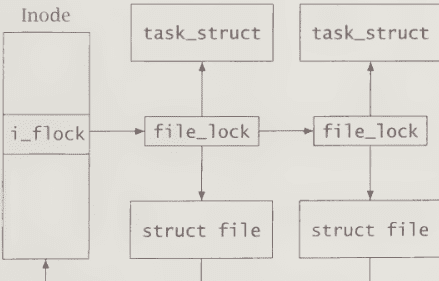 Inode
task_struct
task_struct
i_flock
file_lock
file_lock
struct file
struct file